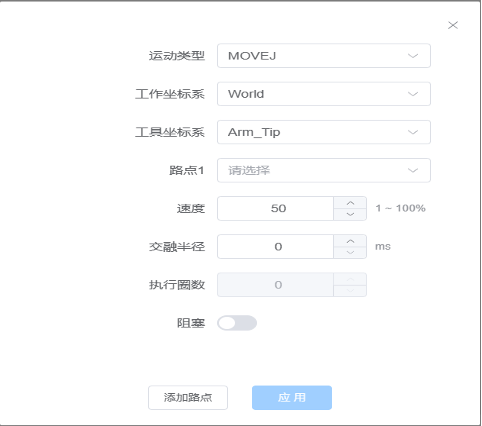 运动类型 MOVEJ
工作坐标系 World
工具坐标系 Arm_Tip
路点1 请选择
速度 50 1 ~ 100%
交融半径 0 ms
执行圈数 0
阻塞
添加路点 应 用